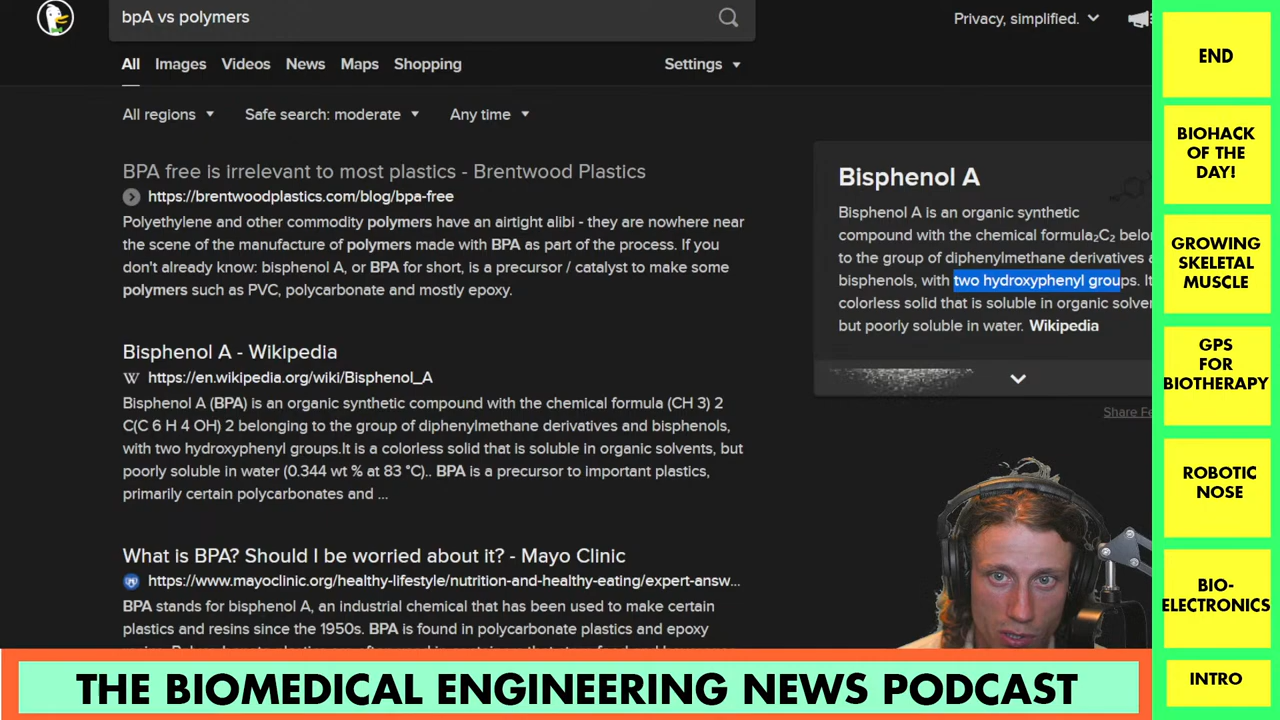 bpA vs polymers
Privacy, simplified.
All Images Videos News Maps Shopping
Settings
All regions
Safe search: moderate
Any time
BPA free is irrelevant to most plastics - Brentwood Plastics
https://brentwoodplastics.com/blog/bpa-free
Polyethylene and other commodity polymers have an airtight alibi - they are nowhere near
the scene of the manufacture of polymers made with BPA as part of the process. If you
don't already know: bisphenol A, or BPA for short, is a precursor / catalyst to make some
polymers such as PVC, polycarbonate and mostly epoxy.
Bisphenol A - Wikipedia
W https://en.wikipedia.org/wiki/Bisphenol_A
Bisphenol A (BPA) is an organic synthetic compound with the chemical formula (CH 3) 2
C(C 6 H 4 OH) 2 belonging to the group of diphenylmethane derivatives and bisphenols,
with two hydroxyphenyl groups.It is a colorless solid that is soluble in organic solvents, but
poorly soluble in water (0.344 wt % at 83 °C).. BPA is a precursor to important plastics,
primarily certain polycarbonates and ...
What is BPA? Should I be worried about it? - Mayo Clinic
https://www.mayoclinic.org/healthy-lifestyle/nutrition-and-healthy-eating/expert-answ...
BPA stands for bisphenol A, an industrial chemical that has been used to make certain
plastics and resins since the 1950s. BPA is found in polycarbonate plastics and epoxy
Bisphenol A
Bisphenol A is an organic synthetic
compound with the chemical formula₂C₂ belon
to the group of diphenylmethane derivatives a
bisphenols, with two hydroxyphenyl groups. It
colorless solid that is soluble in organic solve
but poorly soluble in water. Wikipedia
Share Fe
END
BIOHACK
OF THE
DAY!
GROWING
SKELETAL
MUSCLE
GPS
FOR
BIOTHERAPY
ROBOTIC
NOSE
BIO-
ELECTRONICS
INTRO
THE BIOMEDICAL ENGINEERING NEWS PODCAST